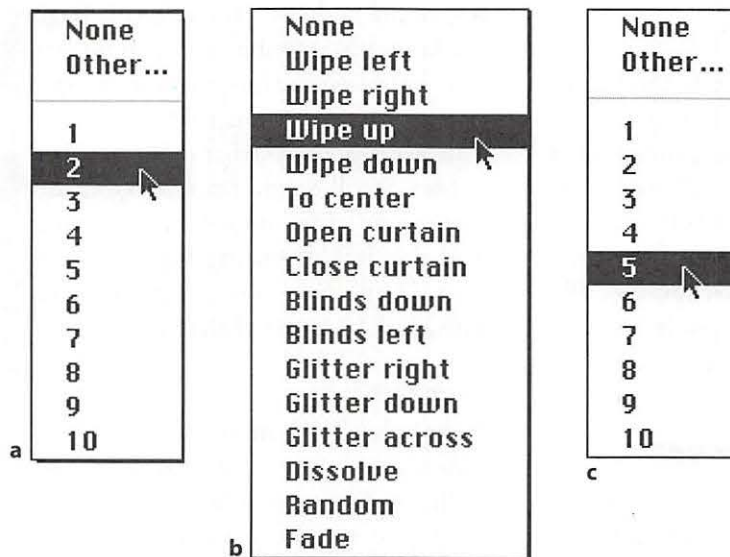 None
Other...
1
2
3
4
5
6
7
8
9
10
a
None
Wipe left
Wipe right
Wipe up
Wipe down
To center
Open curtain
Close curtain
Blinds down
Blinds left
Glitter right
Glitter down
Glitter across
Dissolve
Random
Fade
b
None
Other...
1
2
3
4
5
6
7
8
9
10
c